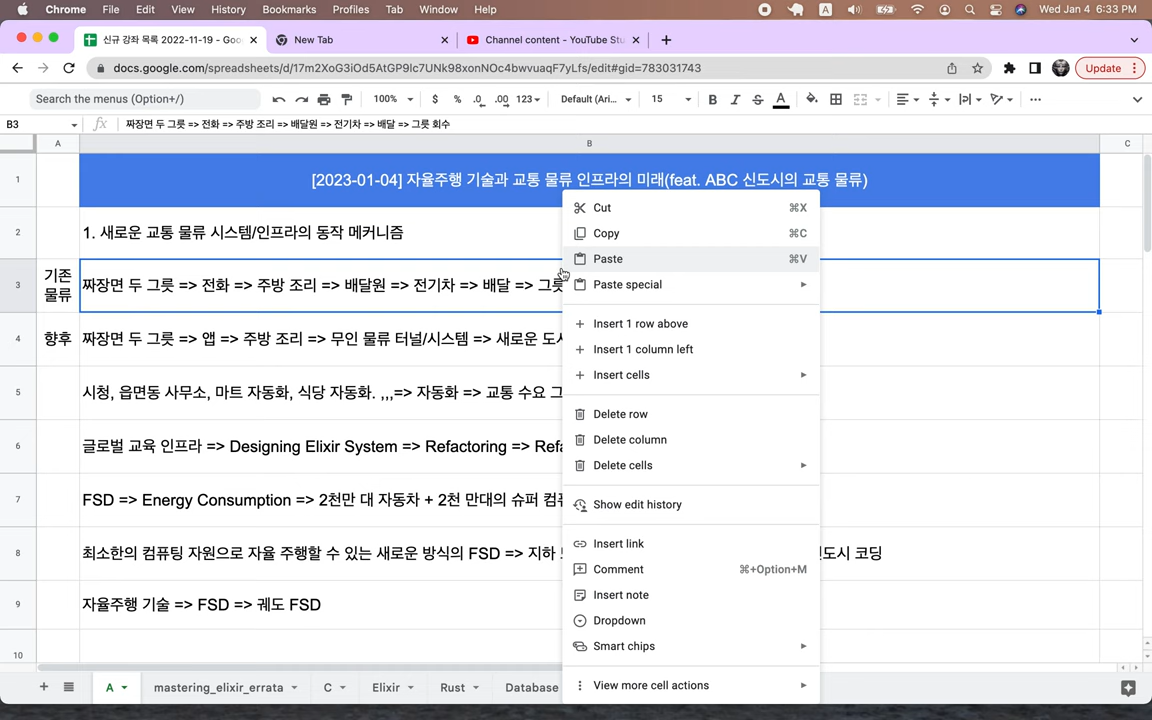 Chrome File Edit View History Bookmarks Profiles Tab Window Help A Wed Jan 4 6:33 PM
신규 강좌 목록 2022-11-19 - Goo New Tab Channel content - YouTube Stu
docs.google.com/spreadsheets/d/17m2XoG3iOd5AtGP9lc7UNk98xonNOc4bwvuaqF7yLfs/edit#gid=783031743 Update
Search the menus (Option+/) 100% $ % .0 .00 123 Default (Ari... 15 B I S A
B3 fx 짜장면 두 그릇 => 전화 => 주방 조리 => 배달원 => 전기차 => 배달 => 그릇 회수
A B C
1 [2023-01-04] 자율주행 기술과 교통 물류 인프라의 미래(feat. ABC 신도시의 교통 물류)
2 1. 새로운 교통 물류 시스템/인프라의 동작 메커니즘
3 기존 물류 짜장면 두 그릇 => 전화 => 주방 조리 => 배달원 => 전기차 => 배달 => 그릇
4 향후 짜장면 두 그릇 => 앱 => 주방 조리 => 무인 물류 터널/시스템 => 새로운 도시
5 시청, 읍면동 사무소, 마트 자동화, 식당 자동화. ,,,=> 자동화 => 교통 수요 그
6 글로벌 교육 인프라 => Designing Elixir System => Refactoring => Refa
7 FSD => Energy Consumption => 2천만 대 자동차 + 2천 만대의 슈퍼 컴퓨
8 최소한의 컴퓨팅 자원으로 자율 주행할 수 있는 새로운 방식의 FSD => 지하 신도시 코딩
9 자율주행 기술 => FSD => 궤도 FSD
10
Cut ⌘X
Copy ⌘C
Paste ⌘V
Paste special
Insert 1 row above
Insert 1 column left
Insert cells
Delete row
Delete column
Delete cells
Show edit history
Insert link
Comment ⌘+Option+M
Insert note
Dropdown
Smart chips
View more cell actions
A mastering_elixir_errata C Elixir Rust Database